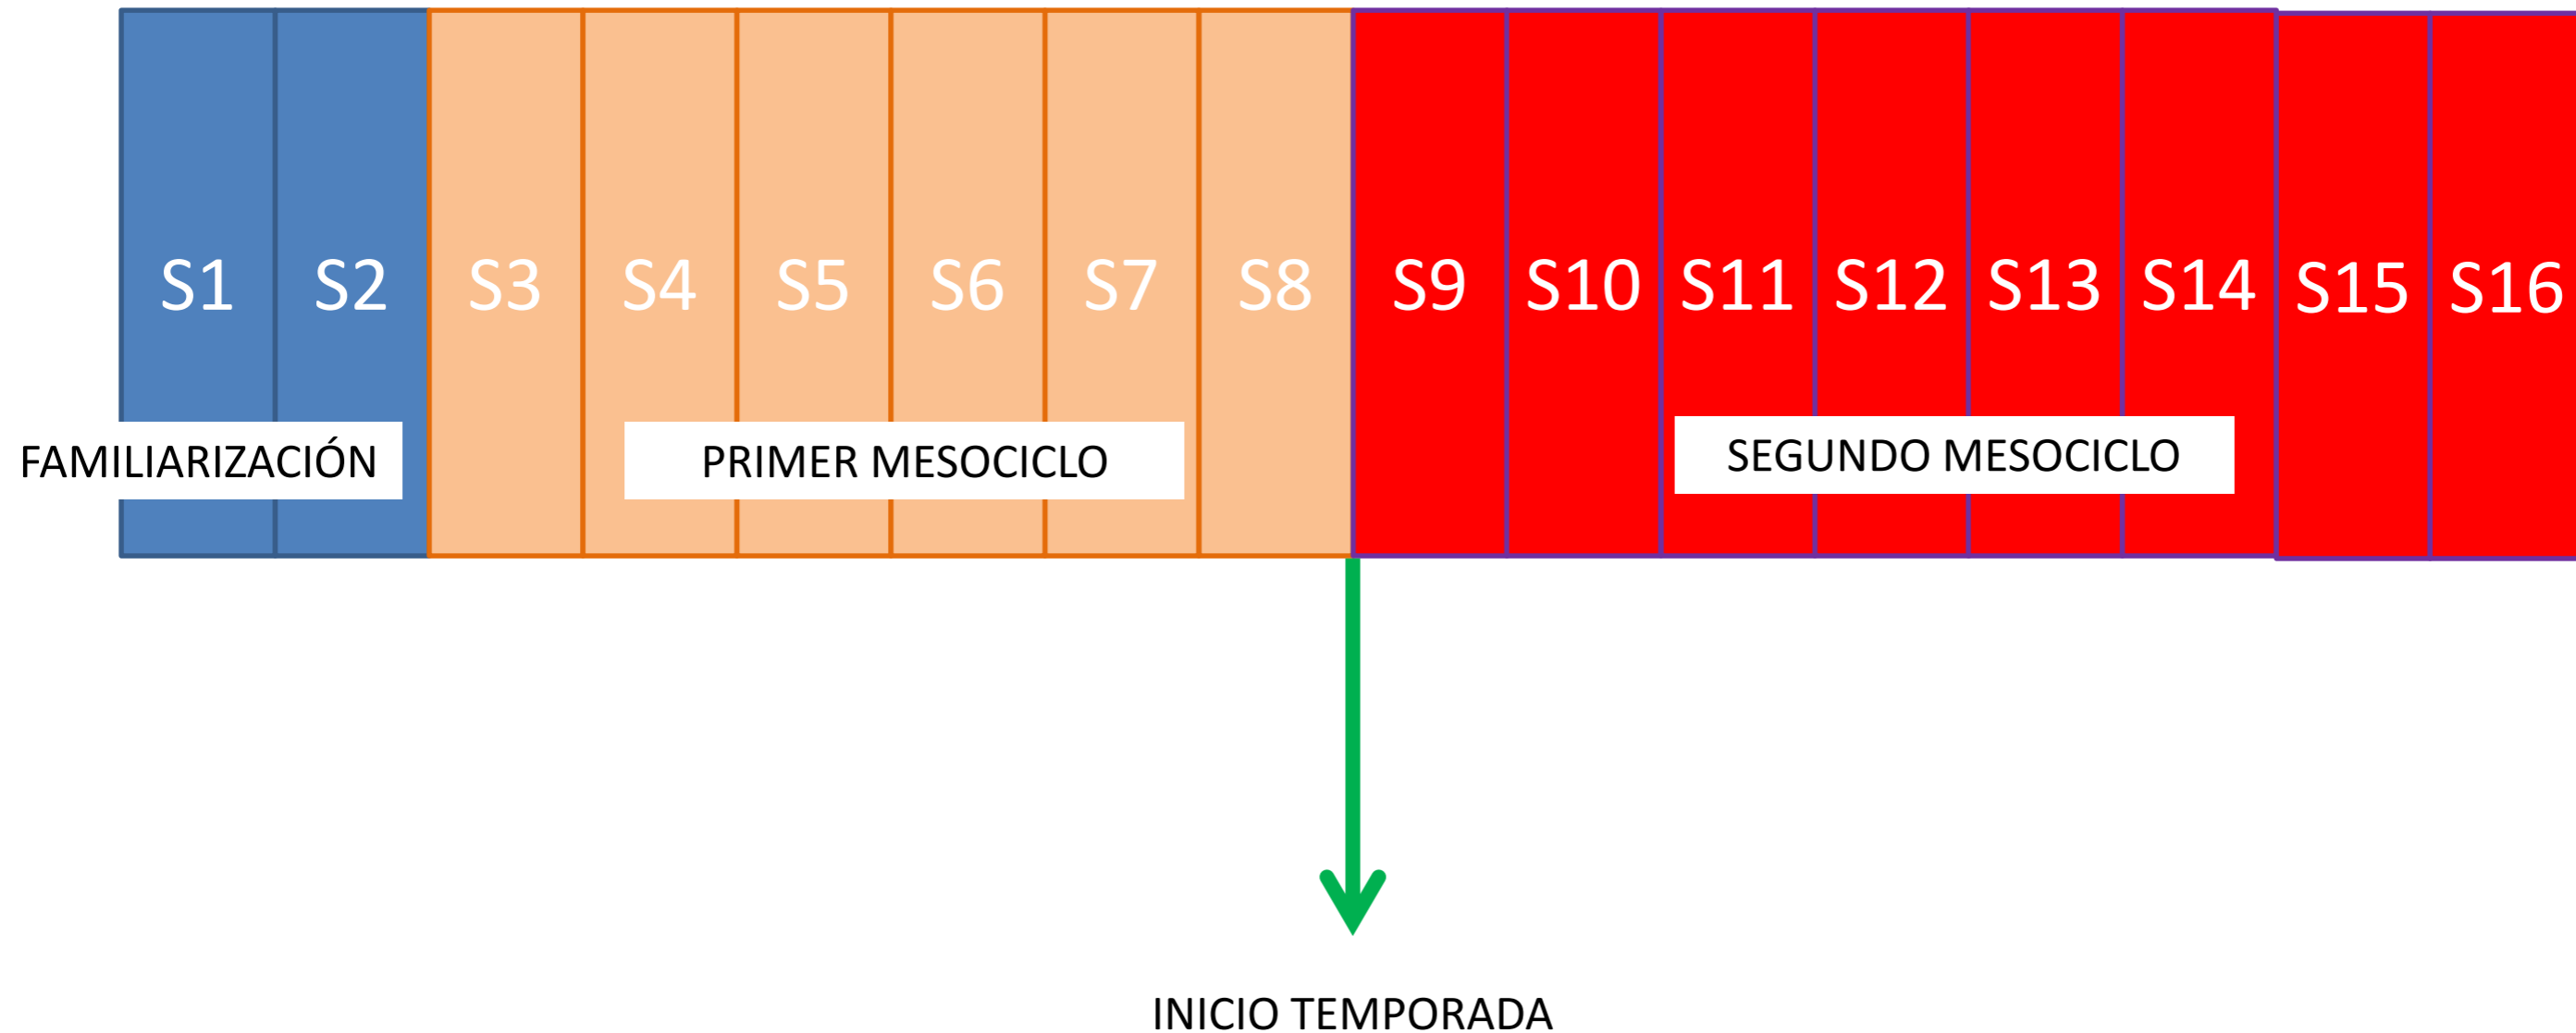 S1 S2 S3 S4 S5 S6 S7 S8 S9 S10 S11 S12 S13 S14 S15 S16
FAMILIARIZACIÓN PRIMER MESOCICLO SEGUNDO MESOCICLO
INICIO TEMPORADA